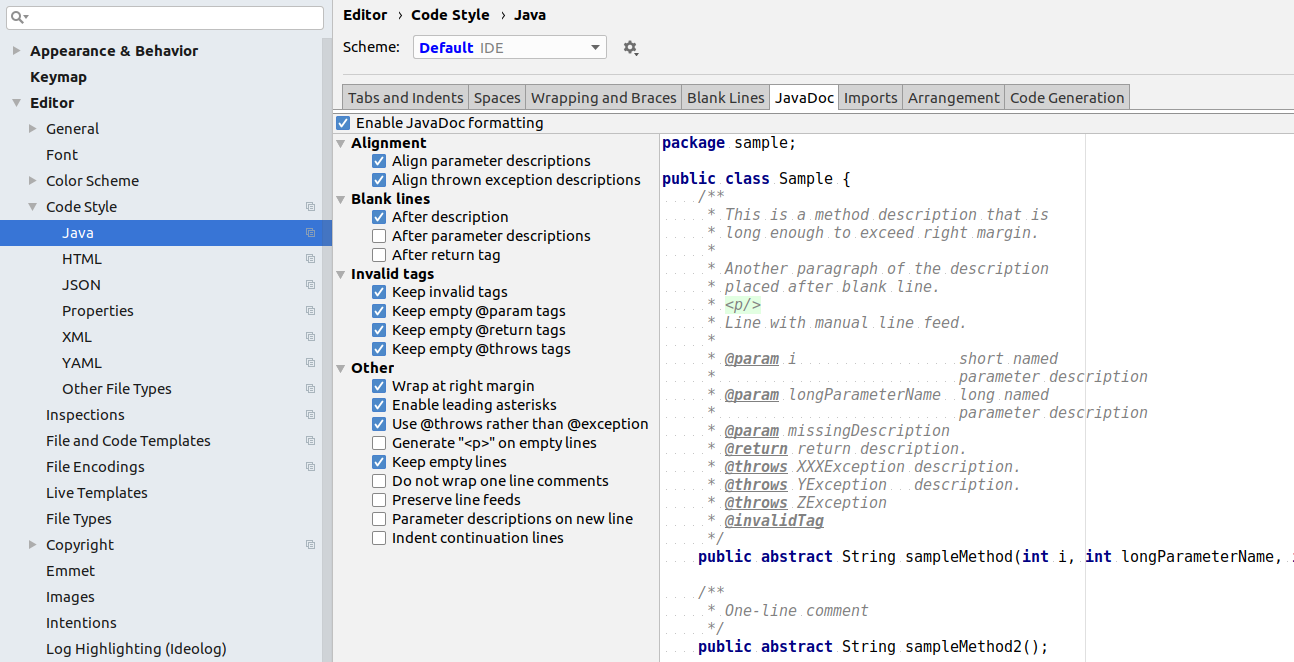 Appearance & Behavior
Keymap
Editor
General
Font
Color Scheme
Code Style
Java
HTML
JSON
Properties
XML
YAML
Other File Types
Inspections
File and Code Templates
File Encodings
Live Templates
File Types
Copyright
Emmet
Images
Intentions
Log Highlighting (Ideolog)
Editor › Code Style › Java
Scheme: Default IDE
Tabs and Indents Spaces Wrapping and Braces Blank Lines JavaDoc Imports Arrangement Code Generation
Enable JavaDoc formatting
Alignment
Align parameter descriptions
Align thrown exception descriptions
Blank lines
After description
After parameter descriptions
After return tag
Invalid tags
Keep invalid tags
Keep empty @param tags
Keep empty @return tags
Keep empty @throws tags
Other
Wrap at right margin
Enable leading asterisks
Use @throws rather than @exception
Generate "<p>" on empty lines
Keep empty lines
Do not wrap one line comments
Preserve line feeds
Parameter descriptions on new line
Indent continuation lines
package sample;
public class Sample {
/**
* This is a method description that is
* long enough to exceed right margin.
*
* Another paragraph of the description
* placed after blank line.
* <p/>
* Line with manual line feed.
*
* @param i short named
* parameter description
* @param longParameterName long named
* parameter description
* @param missingDescription
* @return return description.
* @throws XXXException description.
* @throws YException description.
* @throws ZException
* @invalidTag
*/
public abstract String sampleMethod(int i, int longParameterName,
/**
* One-line comment
*/
public abstract String sampleMethod2();